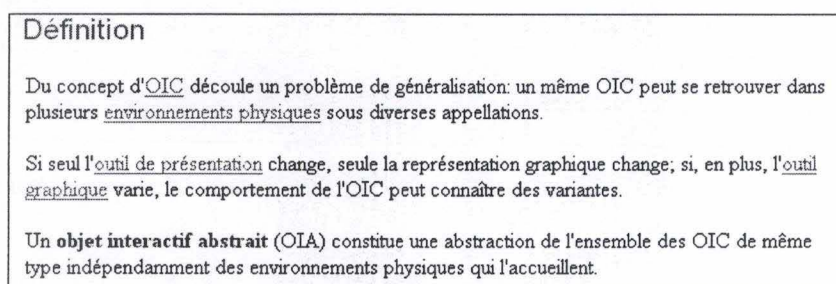 Définition
Du concept d'OIC découle un problème de généralisation: un même OIC peut se retrouver dans
plusieurs environnements physiques sous diverses appellations.
Si seul l'outil de présentation change, seule la représentation graphique change; si, en plus, l'outil
graphique varie, le comportement de l'OIC peut connaître des variantes.
Un objet interactif abstrait (OIA) constitue une abstraction de l'ensemble des OIC de même
type indépendamment des environnements physiques qui l'accueillent.